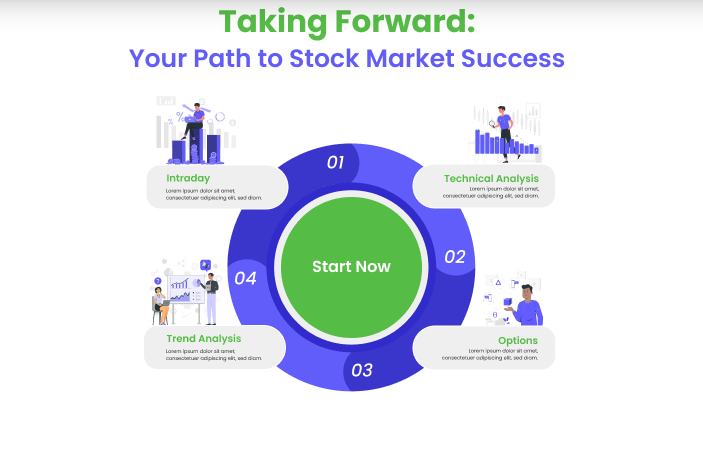 Taking Forward:
Your Path to Stock Market Success
01
Intraday
Lorem ipsum dolor sit amet,
consectetuer adipiscing elit, sed diam.
Technical Analysis
Lorem ipsum dolor sit amet,
consectetuer adipiscing elit, sed diam.
02
Start Now
04
Trend Analysis
Lorem ipsum dolor sit amet,
consectetuer adipiscing elit, sed diam.
Options
Lorem ipsum dolor sit amet,
consectetuer adipiscing elit, sed diam.
03